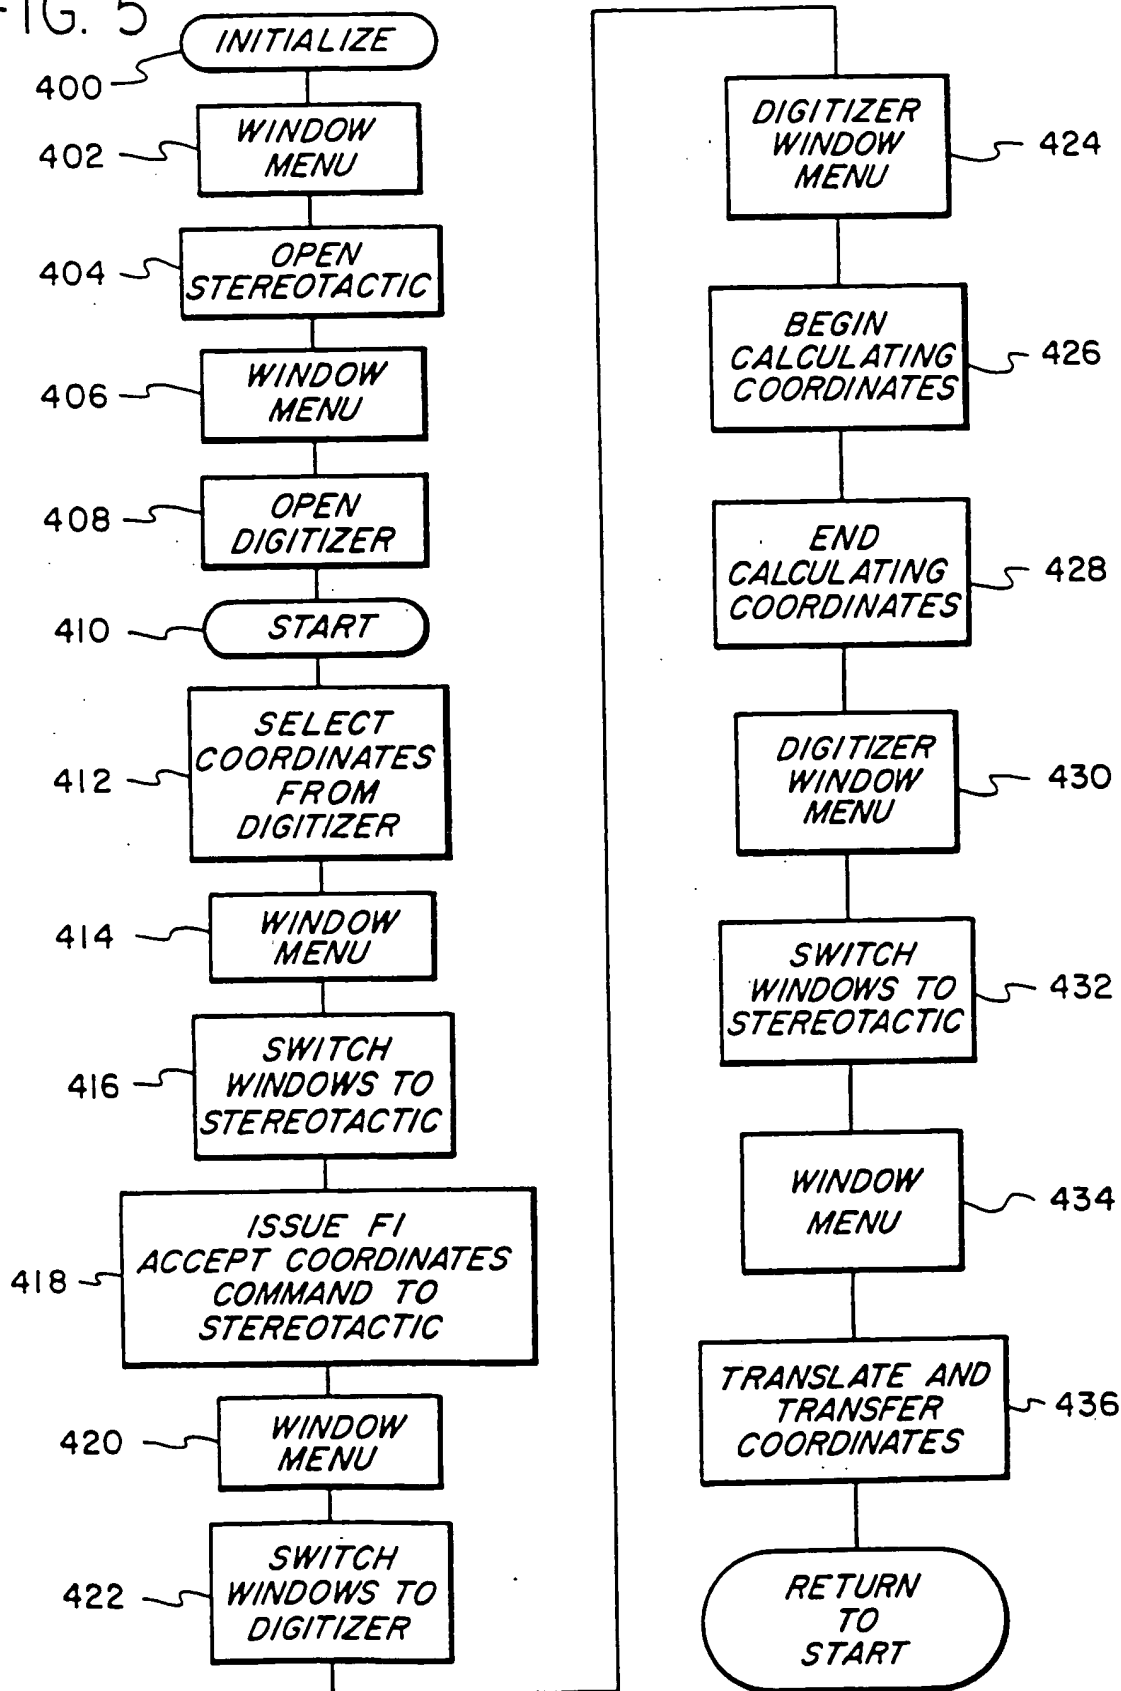 FIG. 5
INITIALIZE
400
WINDOW
MENU
402
OPEN
STEREOTACTIC
404
WINDOW
MENU
406
OPEN
DIGITIZER
408
START
410
SELECT
COORDINATES
FROM
DIGITIZER
412
WINDOW
MENU
414
SWITCH
WINDOWS TO
STEREOTACTIC
416
ISSUE F1
ACCEPT COORDINATES
COMMAND TO
STEREOTACTIC
418
WINDOW
MENU
420
SWITCH
WINDOWS TO
DIGITIZER
422
DIGITIZER
WINDOW
MENU
424
BEGIN
CALCULATING
COORDINATES
426
END
CALCULATING
COORDINATES
428
DIGITIZER
WINDOW
MENU
430
SWITCH
WINDOWS TO
STEREOTACTIC
432
WINDOW
MENU
434
TRANSLATE AND
TRANSFER
COORDINATES
436
RETURN
TO
START